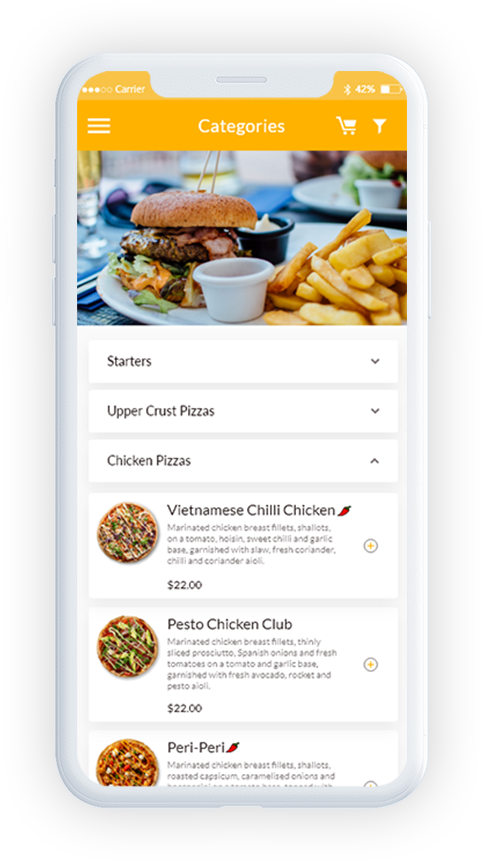 Carrier 42%
Categories
Starters
Upper Crust Pizzas
Chicken Pizzas
Vietnamese Chilli Chicken
Marinated chicken breast fillets, shallots,
on a tomato, hoisin, sweet chilli and garlic
base, garnished with slaw, fresh coriander,
chilli and coriander aioli.
$22.00
Pesto Chicken Club
Marinated chicken breast fillets, thinly
sliced prosciutto, Spanish onions and fresh
tomatoes on a tomato and garlic base,
garnished with fresh avocado, rocket and
pesto aioli.
$22.00
Peri-Peri
Marinated chicken breast fillets, shallots,
roasted capsicum, caramelised onions and